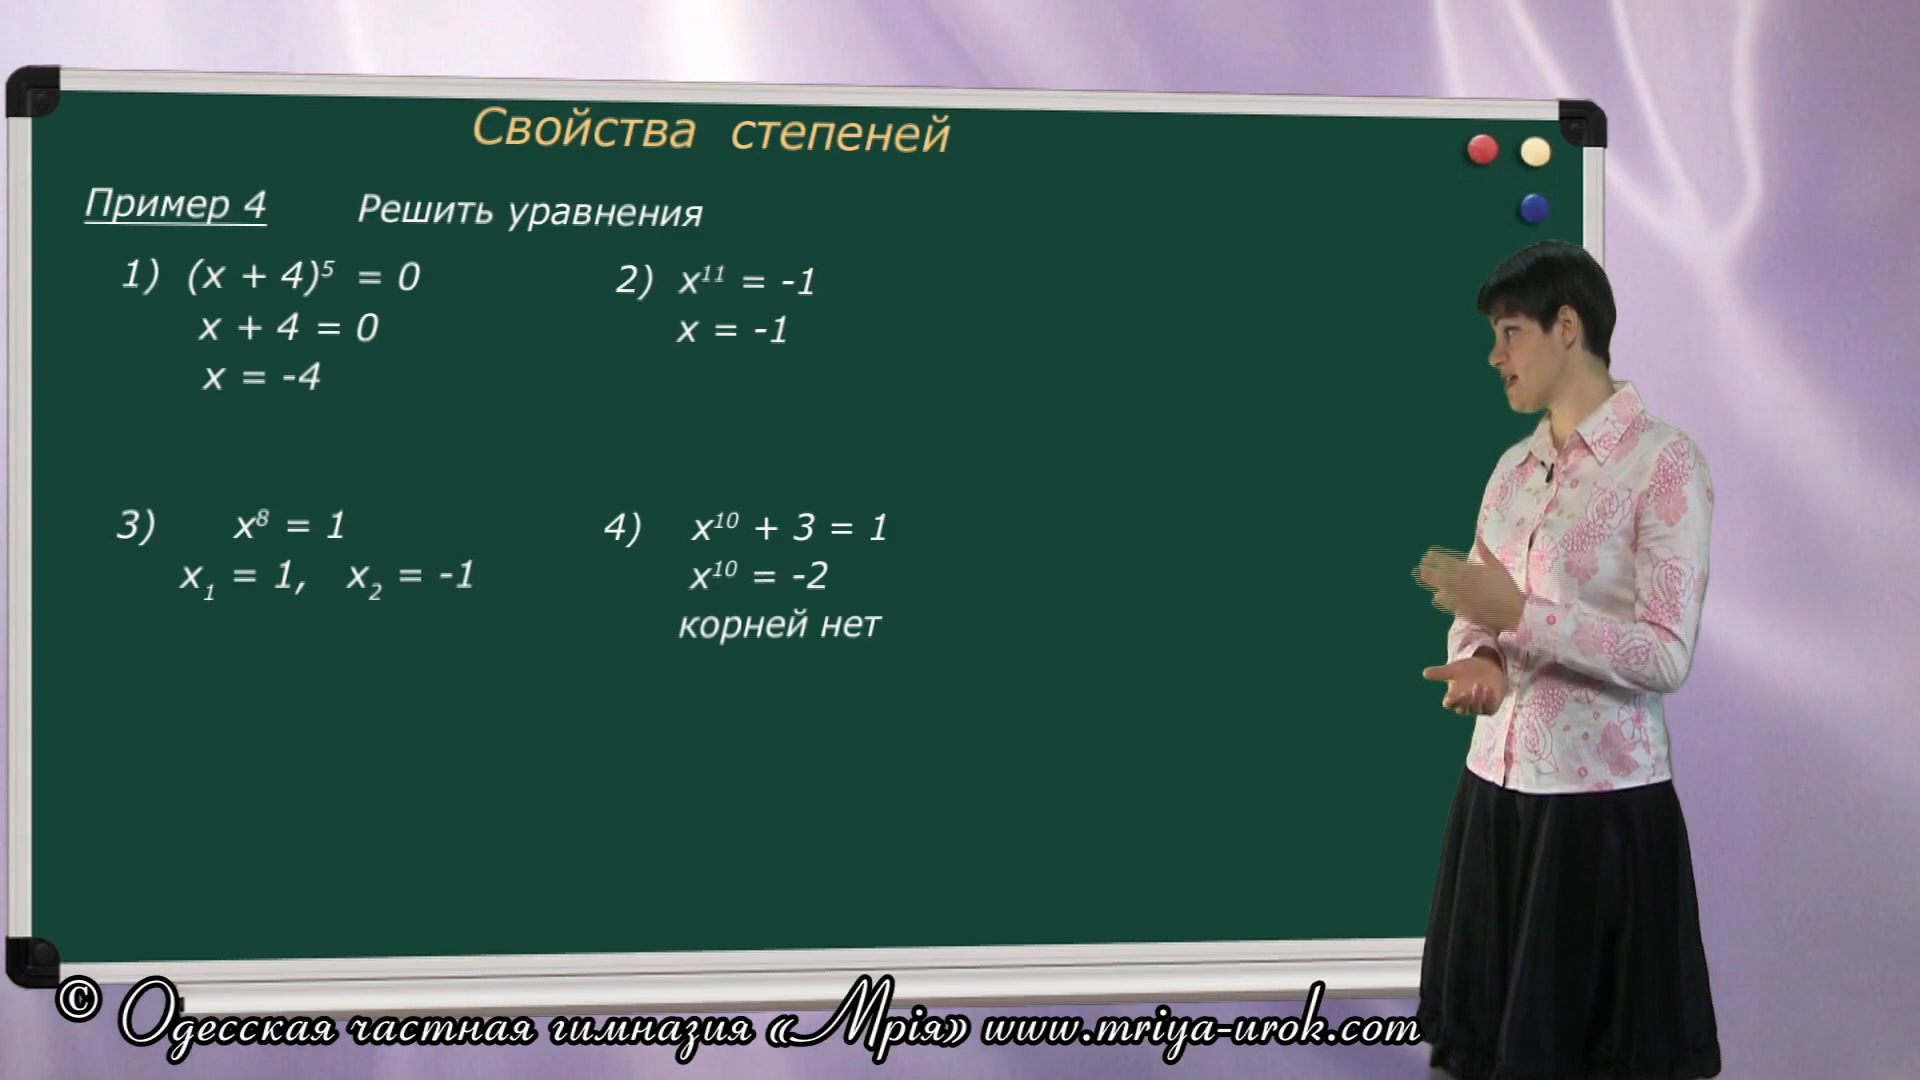 Свойства степеней
Пример 4 Решить уравнения
1) (x + 4)⁵ = 0
x + 4 = 0
x = -4
2) x¹¹ = -1
x = -1
3) x⁸ = 1
x₁ = 1, x₂ = -1
4) x¹⁰ + 3 = 1
x¹⁰ = -2
корней нет
© Одесская частная гимназия «Мрія» www.mriya-urok.com